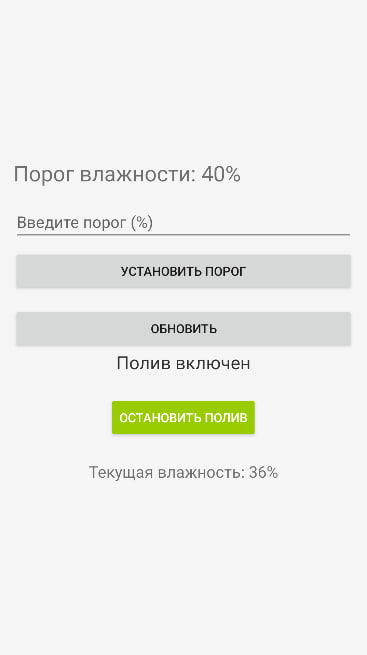 Порог влажности: 40%
Введите порог (%)
УСТАНОВИТЬ ПОРОГ
ОБНОВИТЬ
Полив включен
ОСТАНОВИТЬ ПОЛИВ
Текущая влажность: 36%